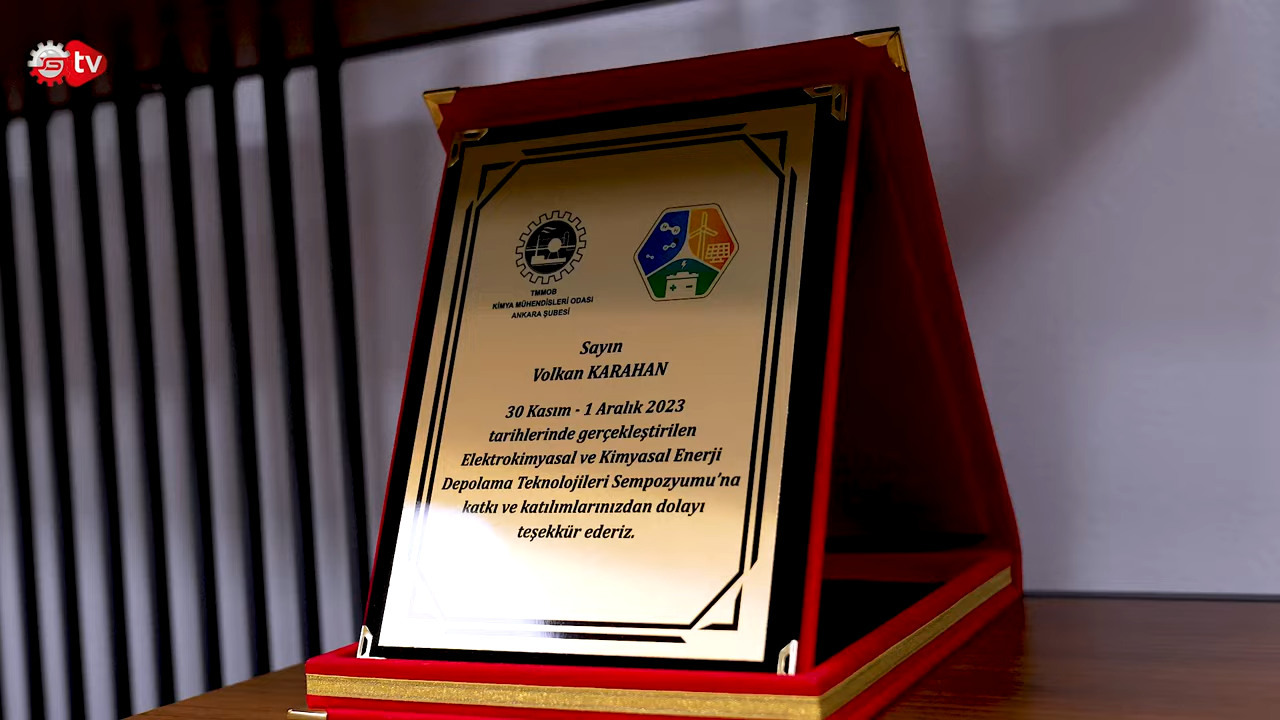 tv
TMMOB
KİMYA MÜHENDİSLERİ ODASI
ANKARA ŞUBESİ
Sayın
Volkan KARAHAN
30 Kasım - 1 Aralık 2023
tarihlerinde gerçekleştirilen
Elektrokimyasal ve Kimyasal Enerji
Depolama Teknolojileri Sempozyumu'na
katkı ve katılımlarınızdan dolayı
teşekkür ederiz.